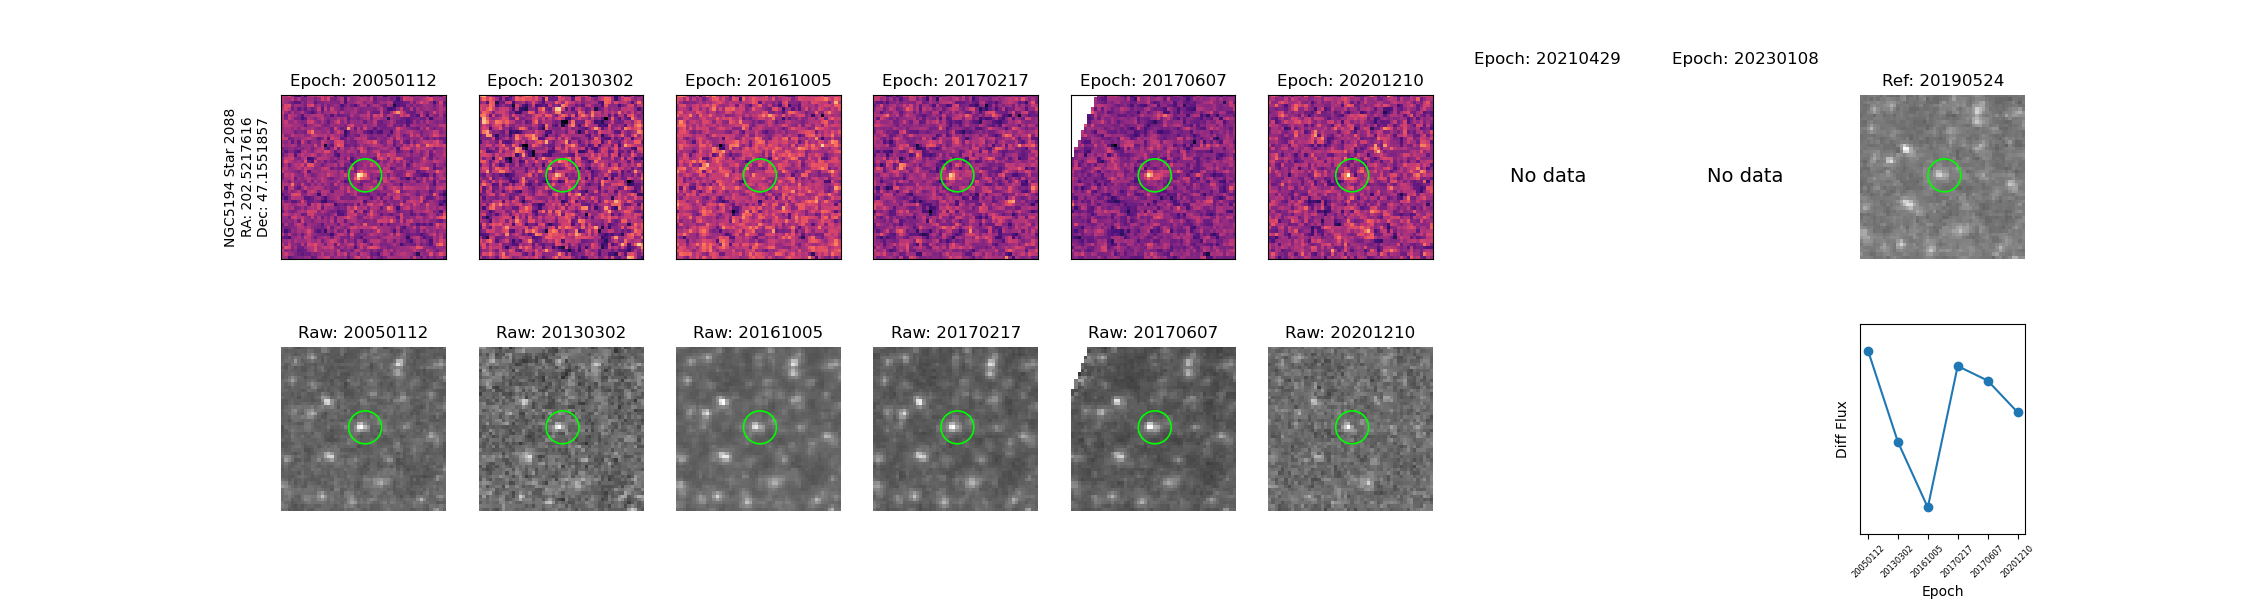 Epoch: 20050112
Epoch: 20130302
Epoch: 20161005
Epoch: 20170217
Epoch: 20170607
Epoch: 20201210
Epoch: 20210429
Epoch: 20230108
Ref: 20190524
NGC5194 Star 2088
RA: 202.5217616
Dec: 47.1551857
No data
No data
Raw: 20050112
Raw: 20130302
Raw: 20161005
Raw: 20170217
Raw: 20170607
Raw: 20201210
Diff Flux
20050112
20130302
20161005
20170217
20170607
20201210
Epoch